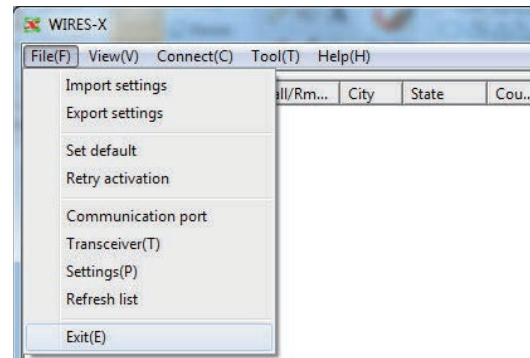 WIRES-X
File(F) View(V) Connect(C) Tool(T) Help(H)
Import settings
all/Rm... City State Cou..
Export settings
Set default
Retry activation
Communication port
Transceiver(T)
Settings(P)
Refresh list
Exit(E)